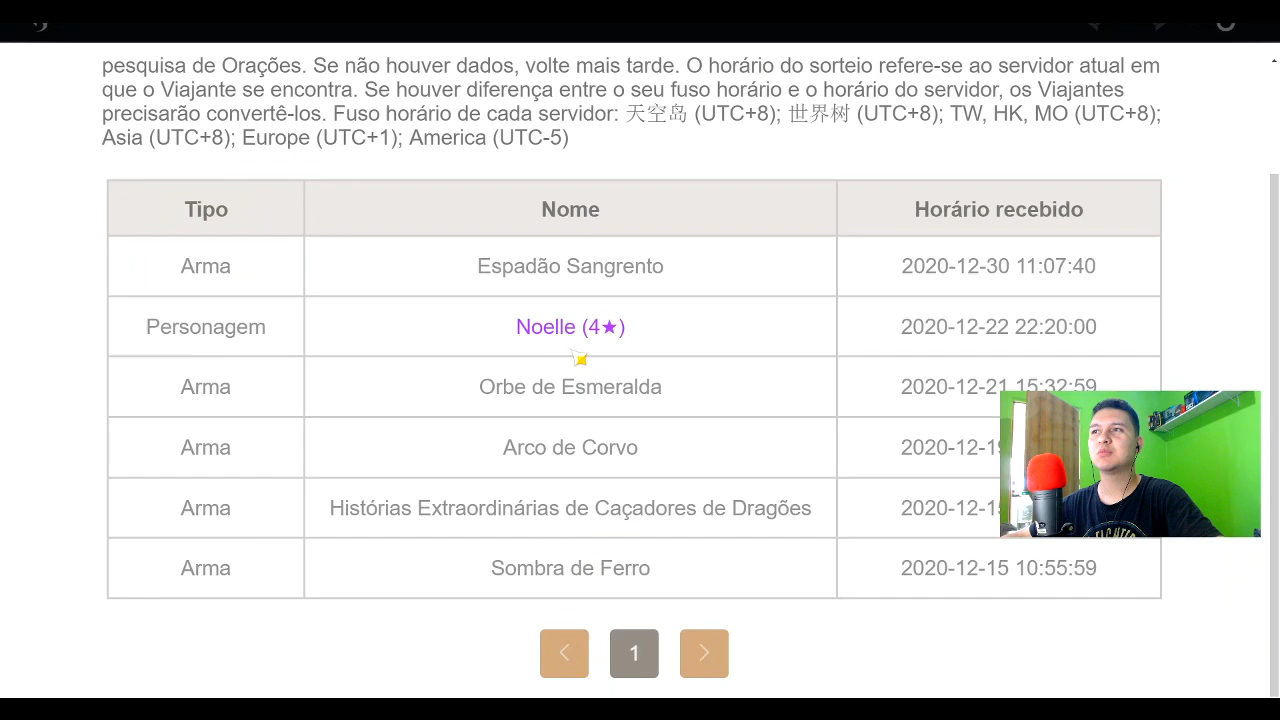 pesquisa de Orações. Se não houver dados, volte mais tarde. O horário do sorteio refere-se ao servidor atual em
que o Viajante se encontra. Se houver diferença entre o seu fuso horário e o horário do servidor, os Viajantes
precisarão convertê-los. Fuso horário de cada servidor: 天空岛 (UTC+8); 世界树 (UTC+8); TW, HK, MO (UTC+8);
Asia (UTC+8); Europe (UTC+1); America (UTC-5)
Tipo Nome Horário recebido
Arma Espadão Sangrento 2020-12-30 11:07:40
Personagem Noelle (4★) 2020-12-22 22:20:00
Arma Orbe de Esmeralda 2020-12-21 15:32:59
Arma Arco de Corvo
Arma Histórias Extraordinárias de Caçadores de Dragões
Arma Sombra de Ferro 2020-12-15 10:55:59
1